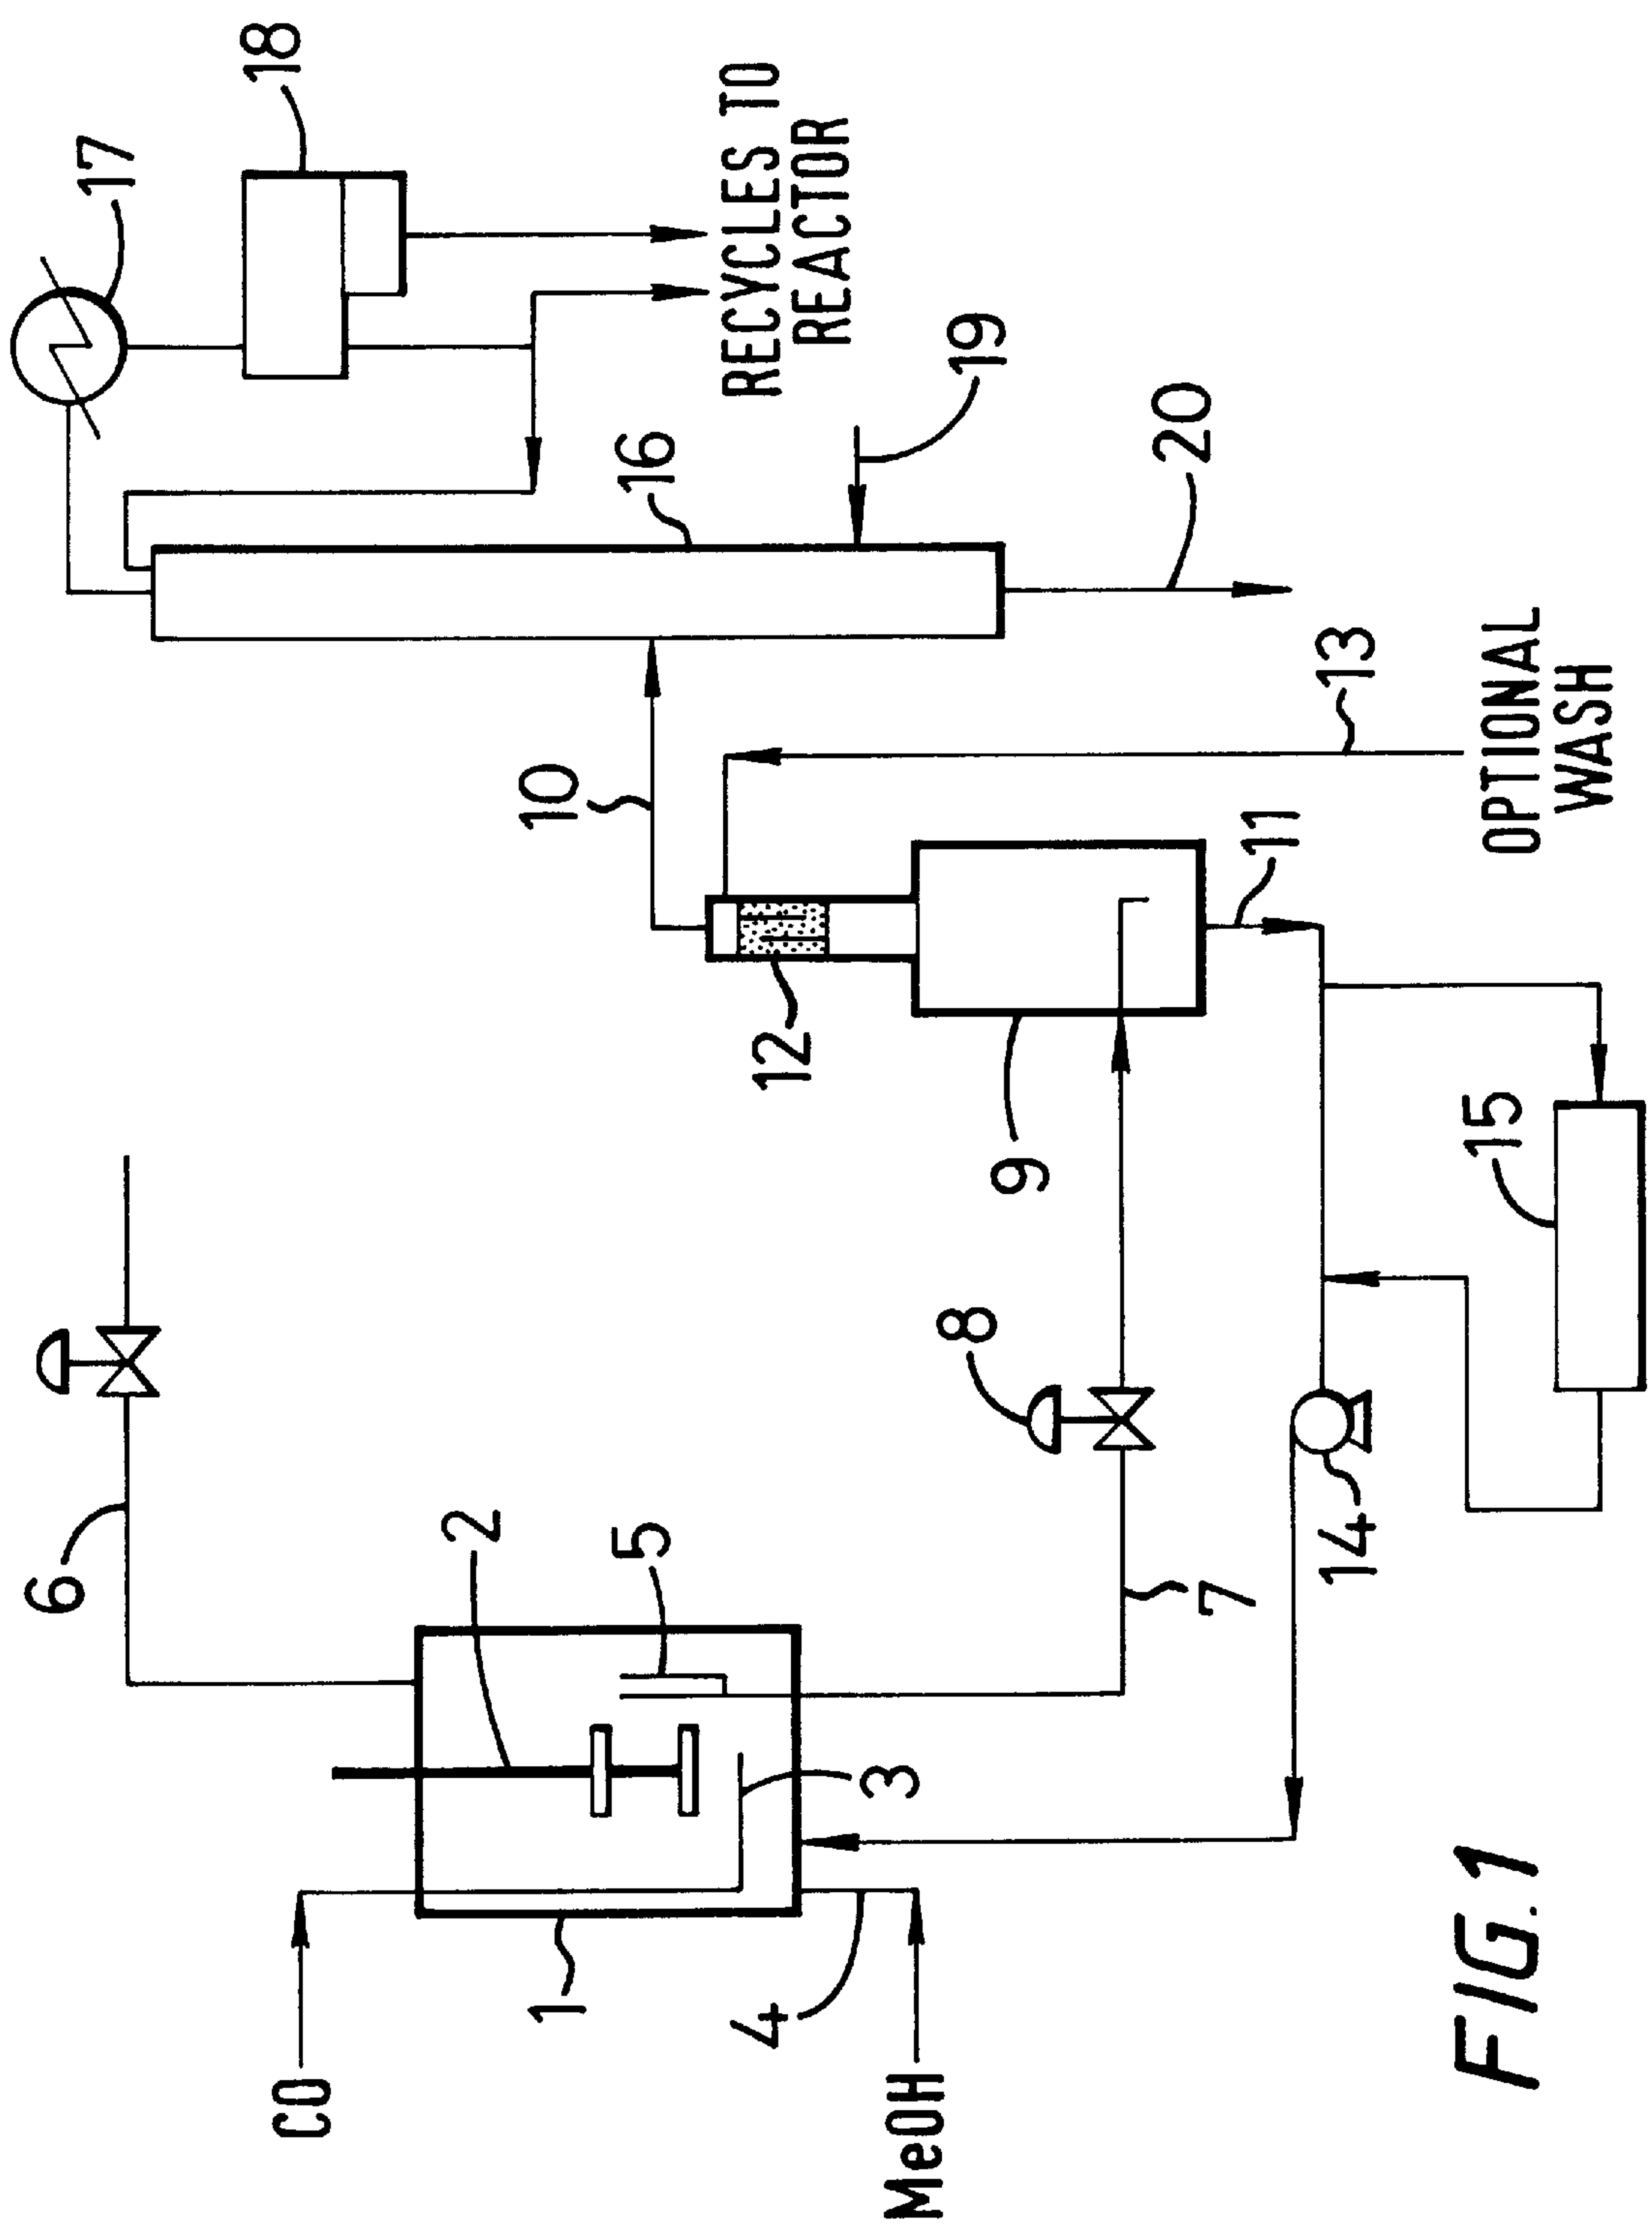 6
17
18
CO
2
5
1
3
4
MeOH
8
7
14
15
9
12
10
11
13
OPTIONAL
WASH
16
19
20
RECYCLES TO
REACTOR
FIG. 1